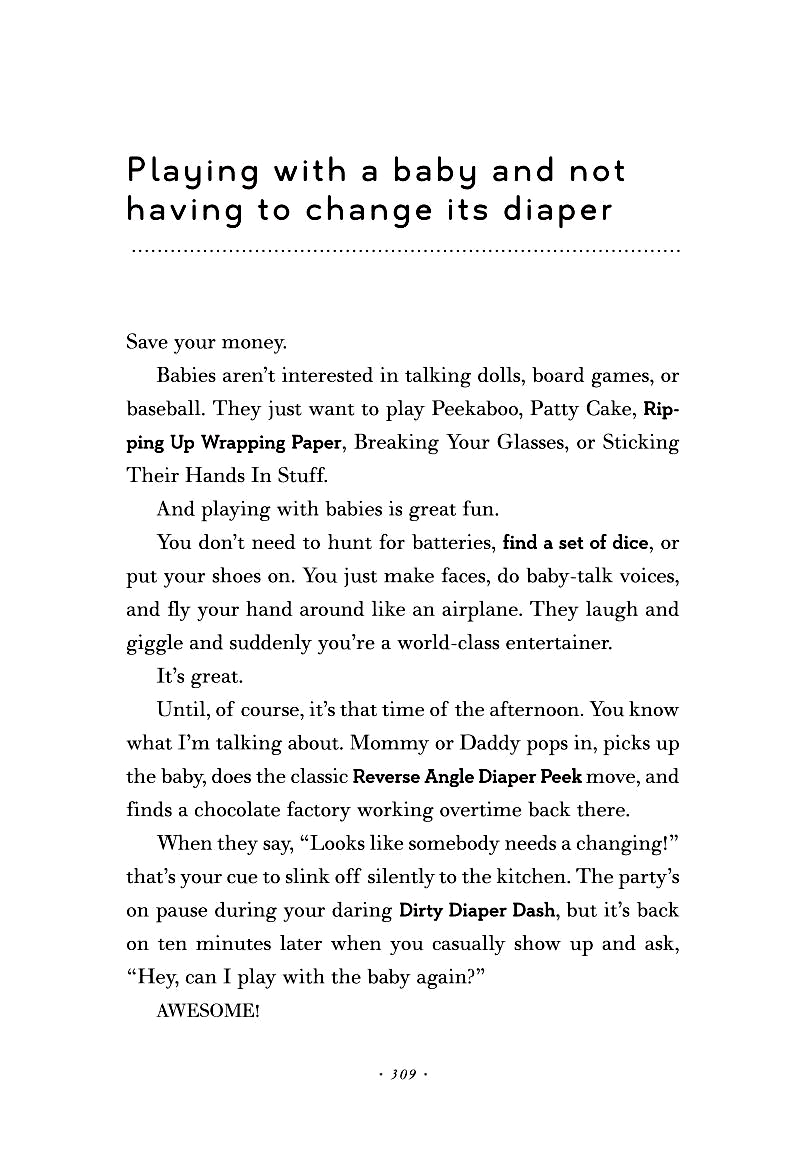 Playing with a baby and not
having to change its diaper
Save your money.
Babies aren’t interested in talking dolls, board games, or
baseball. They just want to play Peekaboo, Patty Cake, Rip-
ping Up Wrapping Paper, Breaking Your Glasses, or Sticking
Their Hands In Stuff.
And playing with babies is great fun.
You don’t need to hunt for batteries, find a set of dice, or
put your shoes on. You just make faces, do baby-talk voices,
and fly your hand around like an airplane. They laugh and
giggle and suddenly you’re a world-class entertainer.
It’s great.
Until, of course, it’s that time of the afternoon. You know
what I’m talking about. Mommy or Daddy pops in, picks up
the baby, does the classic Reverse Angle Diaper Peek move, and
finds a chocolate factory working overtime back there.
When they say, “Looks like somebody needs a changing!”
that’s your cue to slink off silently to the kitchen. The party’s
on pause during your daring Dirty Diaper Dash, but it’s back
on ten minutes later when you casually show up and ask,
“Hey, can I play with the baby again?”
AWESOME!
· 309 ·